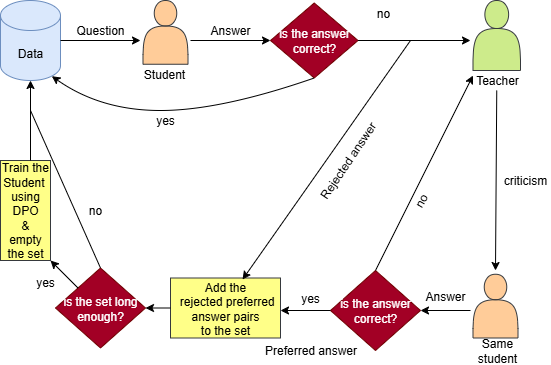 no
Question
Answer
Is the answer
correct?
Data
Student
Teacher
yes
Rejected answer
Train the
Student
using
DPO
&
empty
the set
criticism
no
no
yes
Is the set long
enough?
Add the
rejected preferred
answer pairs
to the set
yes
is the answer
correct?
Answer
Same
student
Preferred answer